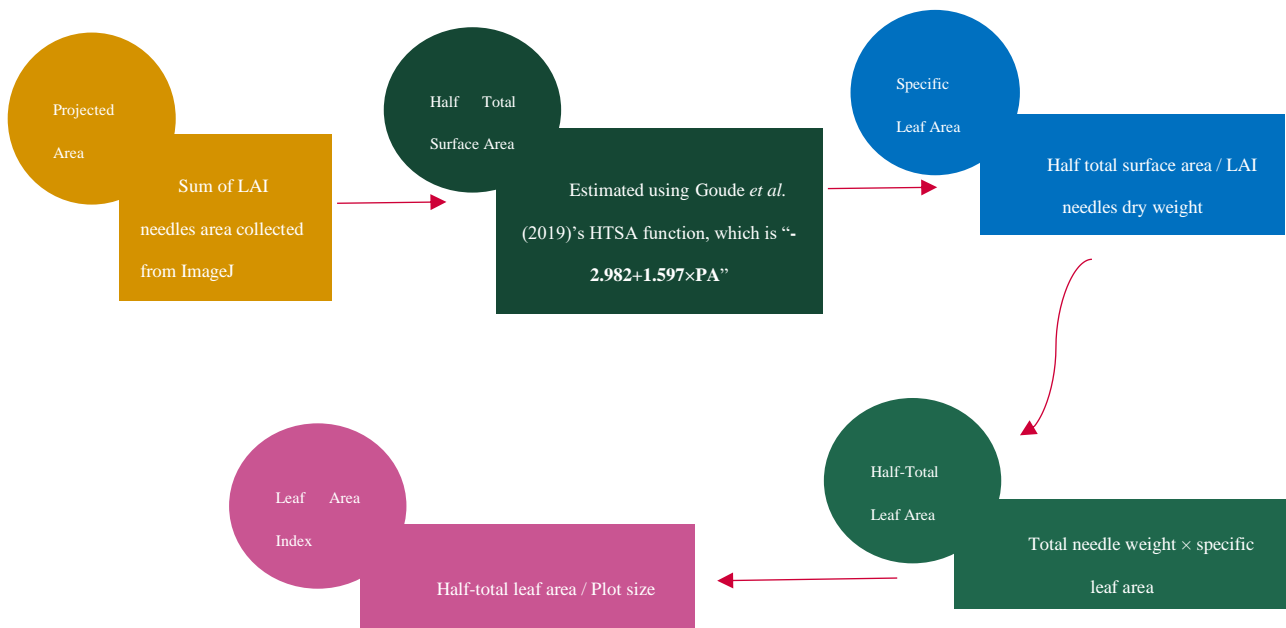 Projected
Area
Sum of LAI
needles area collected
from ImageJ
Half Total
Surface Area
Estimated using Goude et al.
(2019)’s HTSA function, which is “-
2.982+1.597×PA”
Specific
Leaf Area
Half total surface area / LAI
needles dry weight
Half-Total
Leaf Area
Total needle weight × specific
leaf area
Leaf Area
Index
Half-total leaf area / Plot size